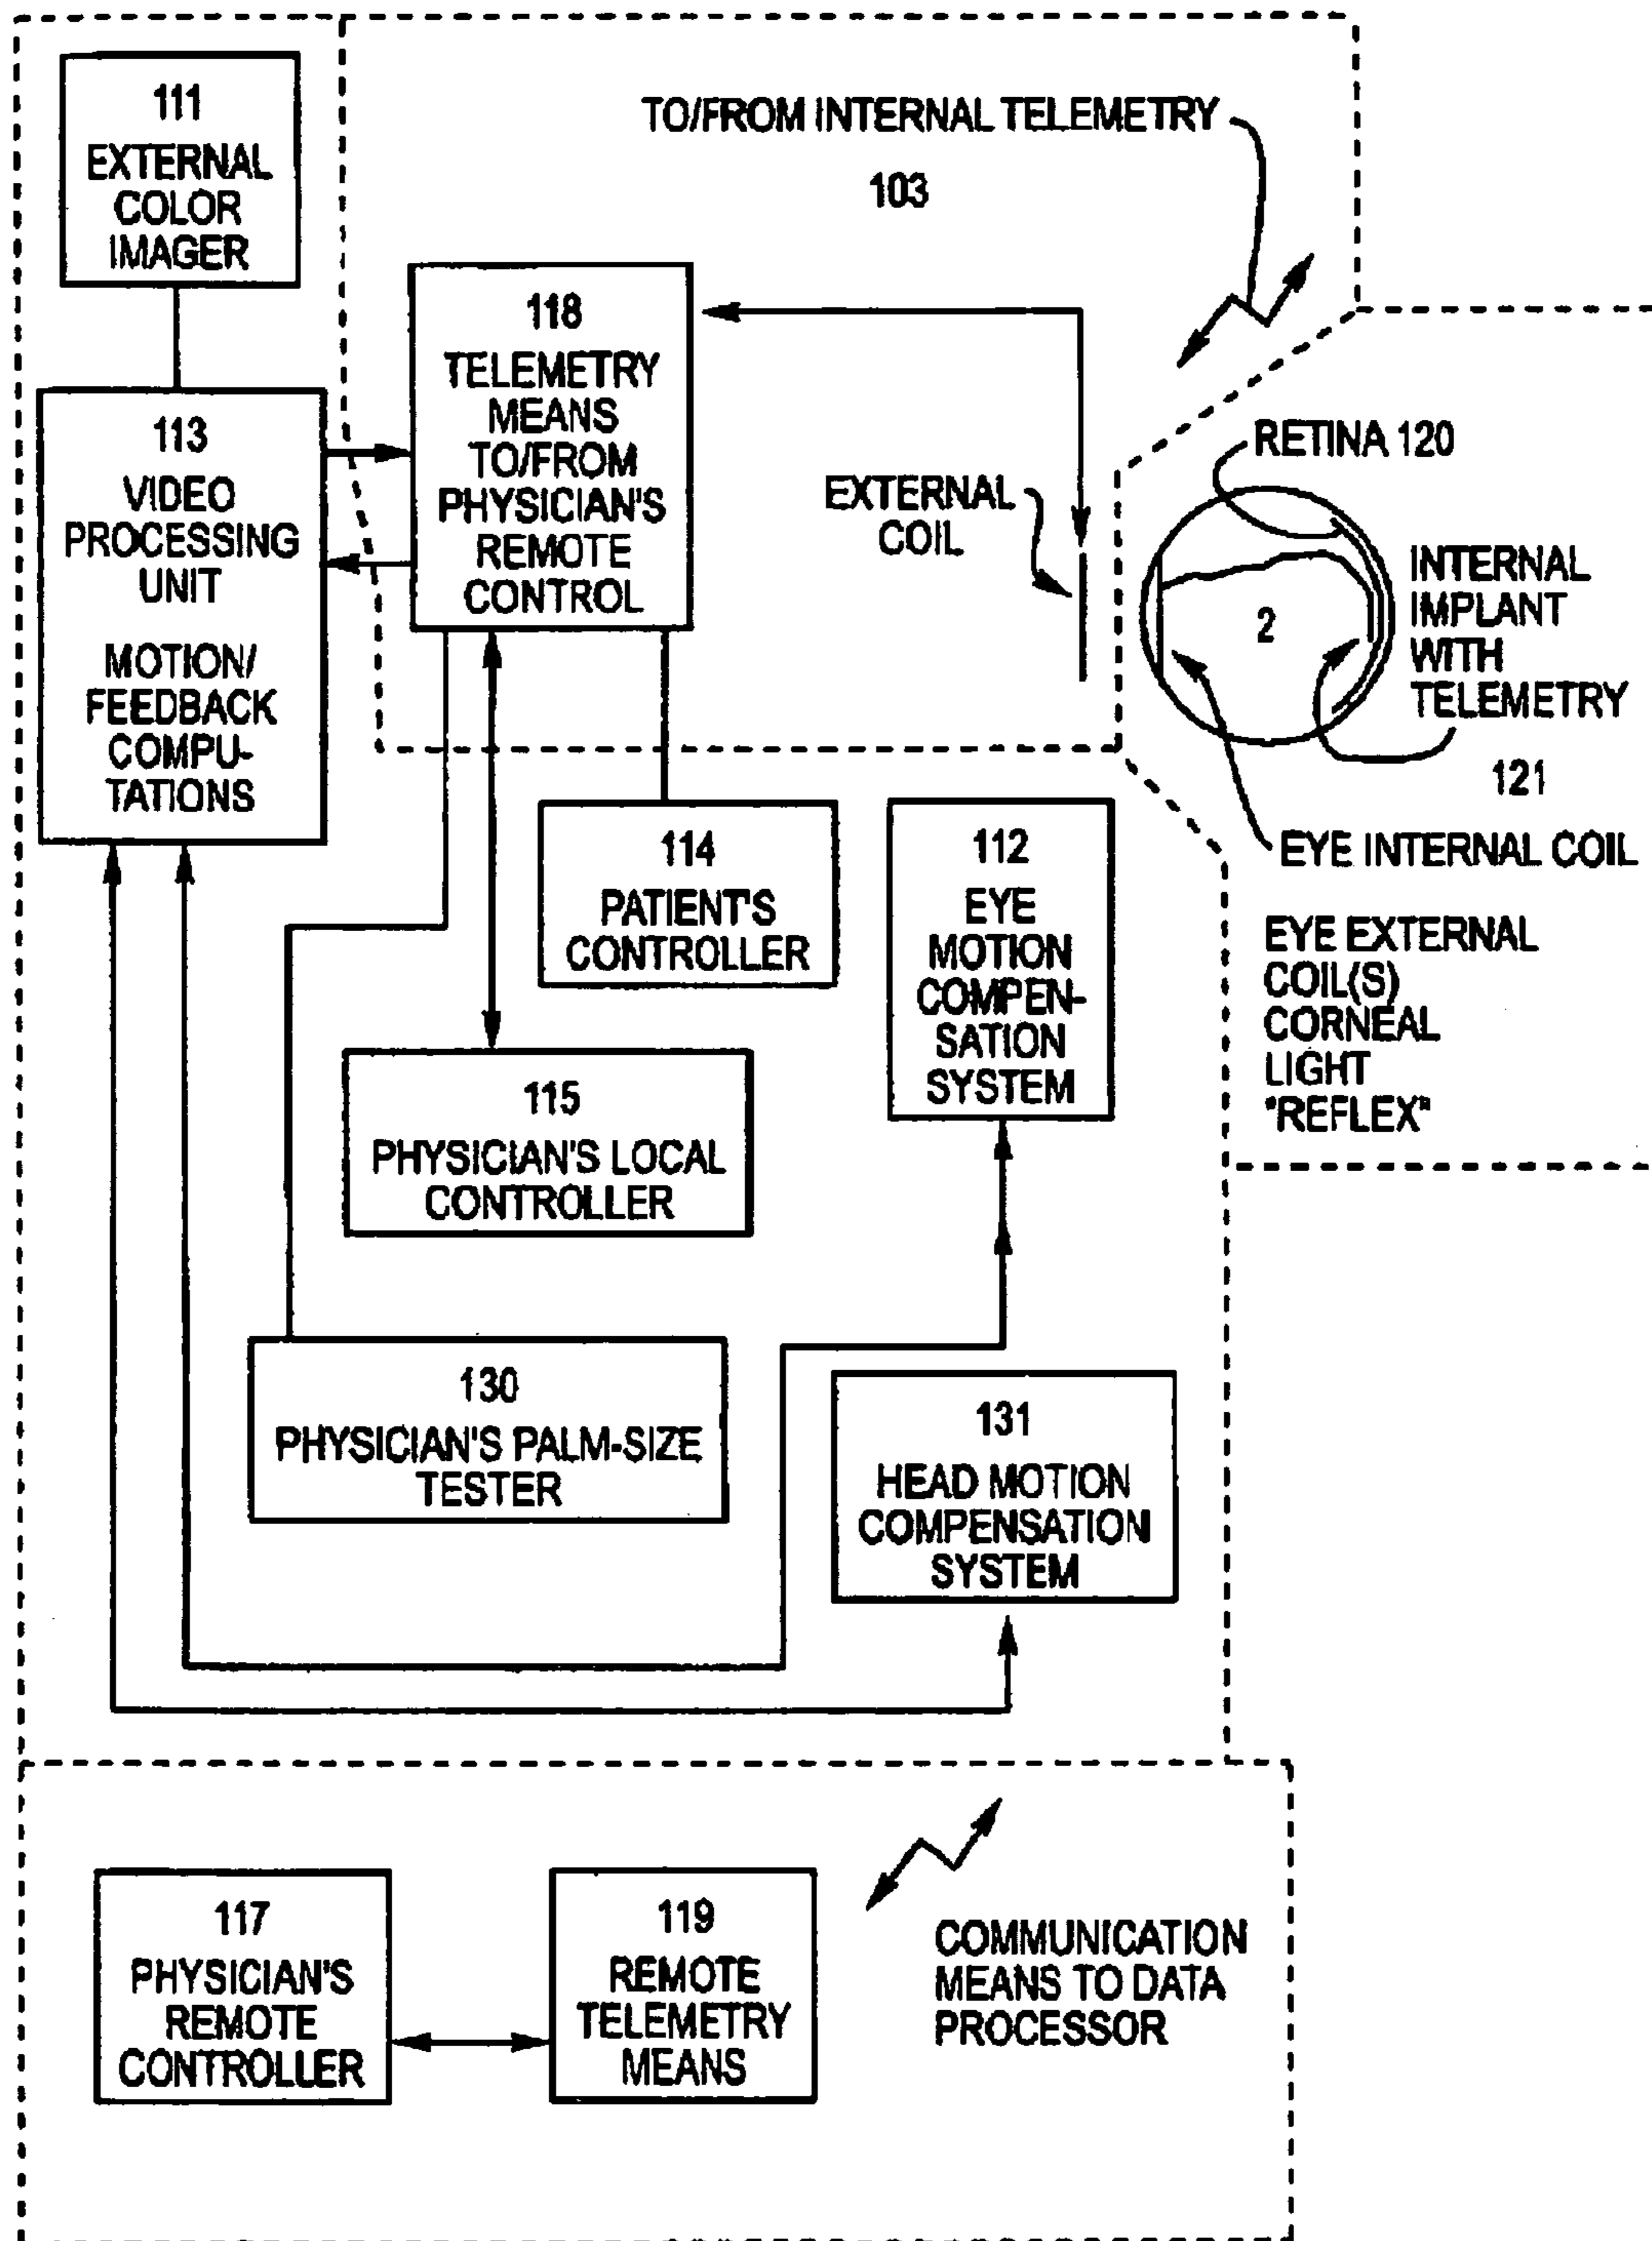 111
EXTERNAL
COLOR
IMAGER
TO/FROM INTERNAL TELEMETRY
103
118
TELEMETRY
MEANS
TO/FROM
PHYSICIAN'S
REMOTE
CONTROL
113
VIDEO
PROCESSING
UNIT
MOTION/
FEEDBACK
COMPU-
TATIONS
EXTERNAL
COIL
RETINA 120
2
INTERNAL
IMPLANT
WITH
TELEMETRY
121
EYE INTERNAL COIL
EYE EXTERNAL
COIL(S)
CORNEAL
LIGHT
"REFLEX"
114
PATIENT'S
CONTROLLER
112
EYE
MOTION
COMPEN-
SATION
SYSTEM
115
PHYSICIAN'S LOCAL
CONTROLLER
130
PHYSICIAN'S PALM-SIZE
TESTER
131
HEAD MOTION
COMPENSATION
SYSTEM
117
PHYSICIAN'S
REMOTE
CONTROLLER
119
REMOTE
TELEMETRY
MEANS
COMMUNICATION
MEANS TO DATA
PROCESSOR